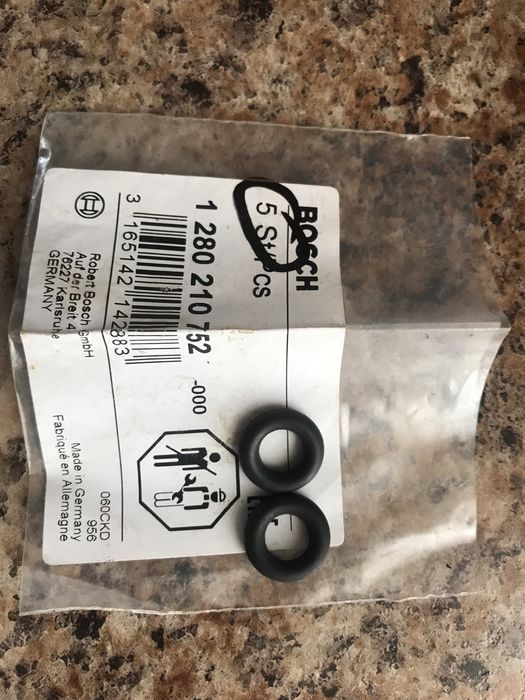 BOSCH
5 St/PCS
1 280 210 752 -000
3 165142 142883
Robert Bosch GmbH
Auf der Breit 4
76227 Karlsruhe
GERMANY
060CKD
956
Made in Germany
Fabriqué en Allemagne